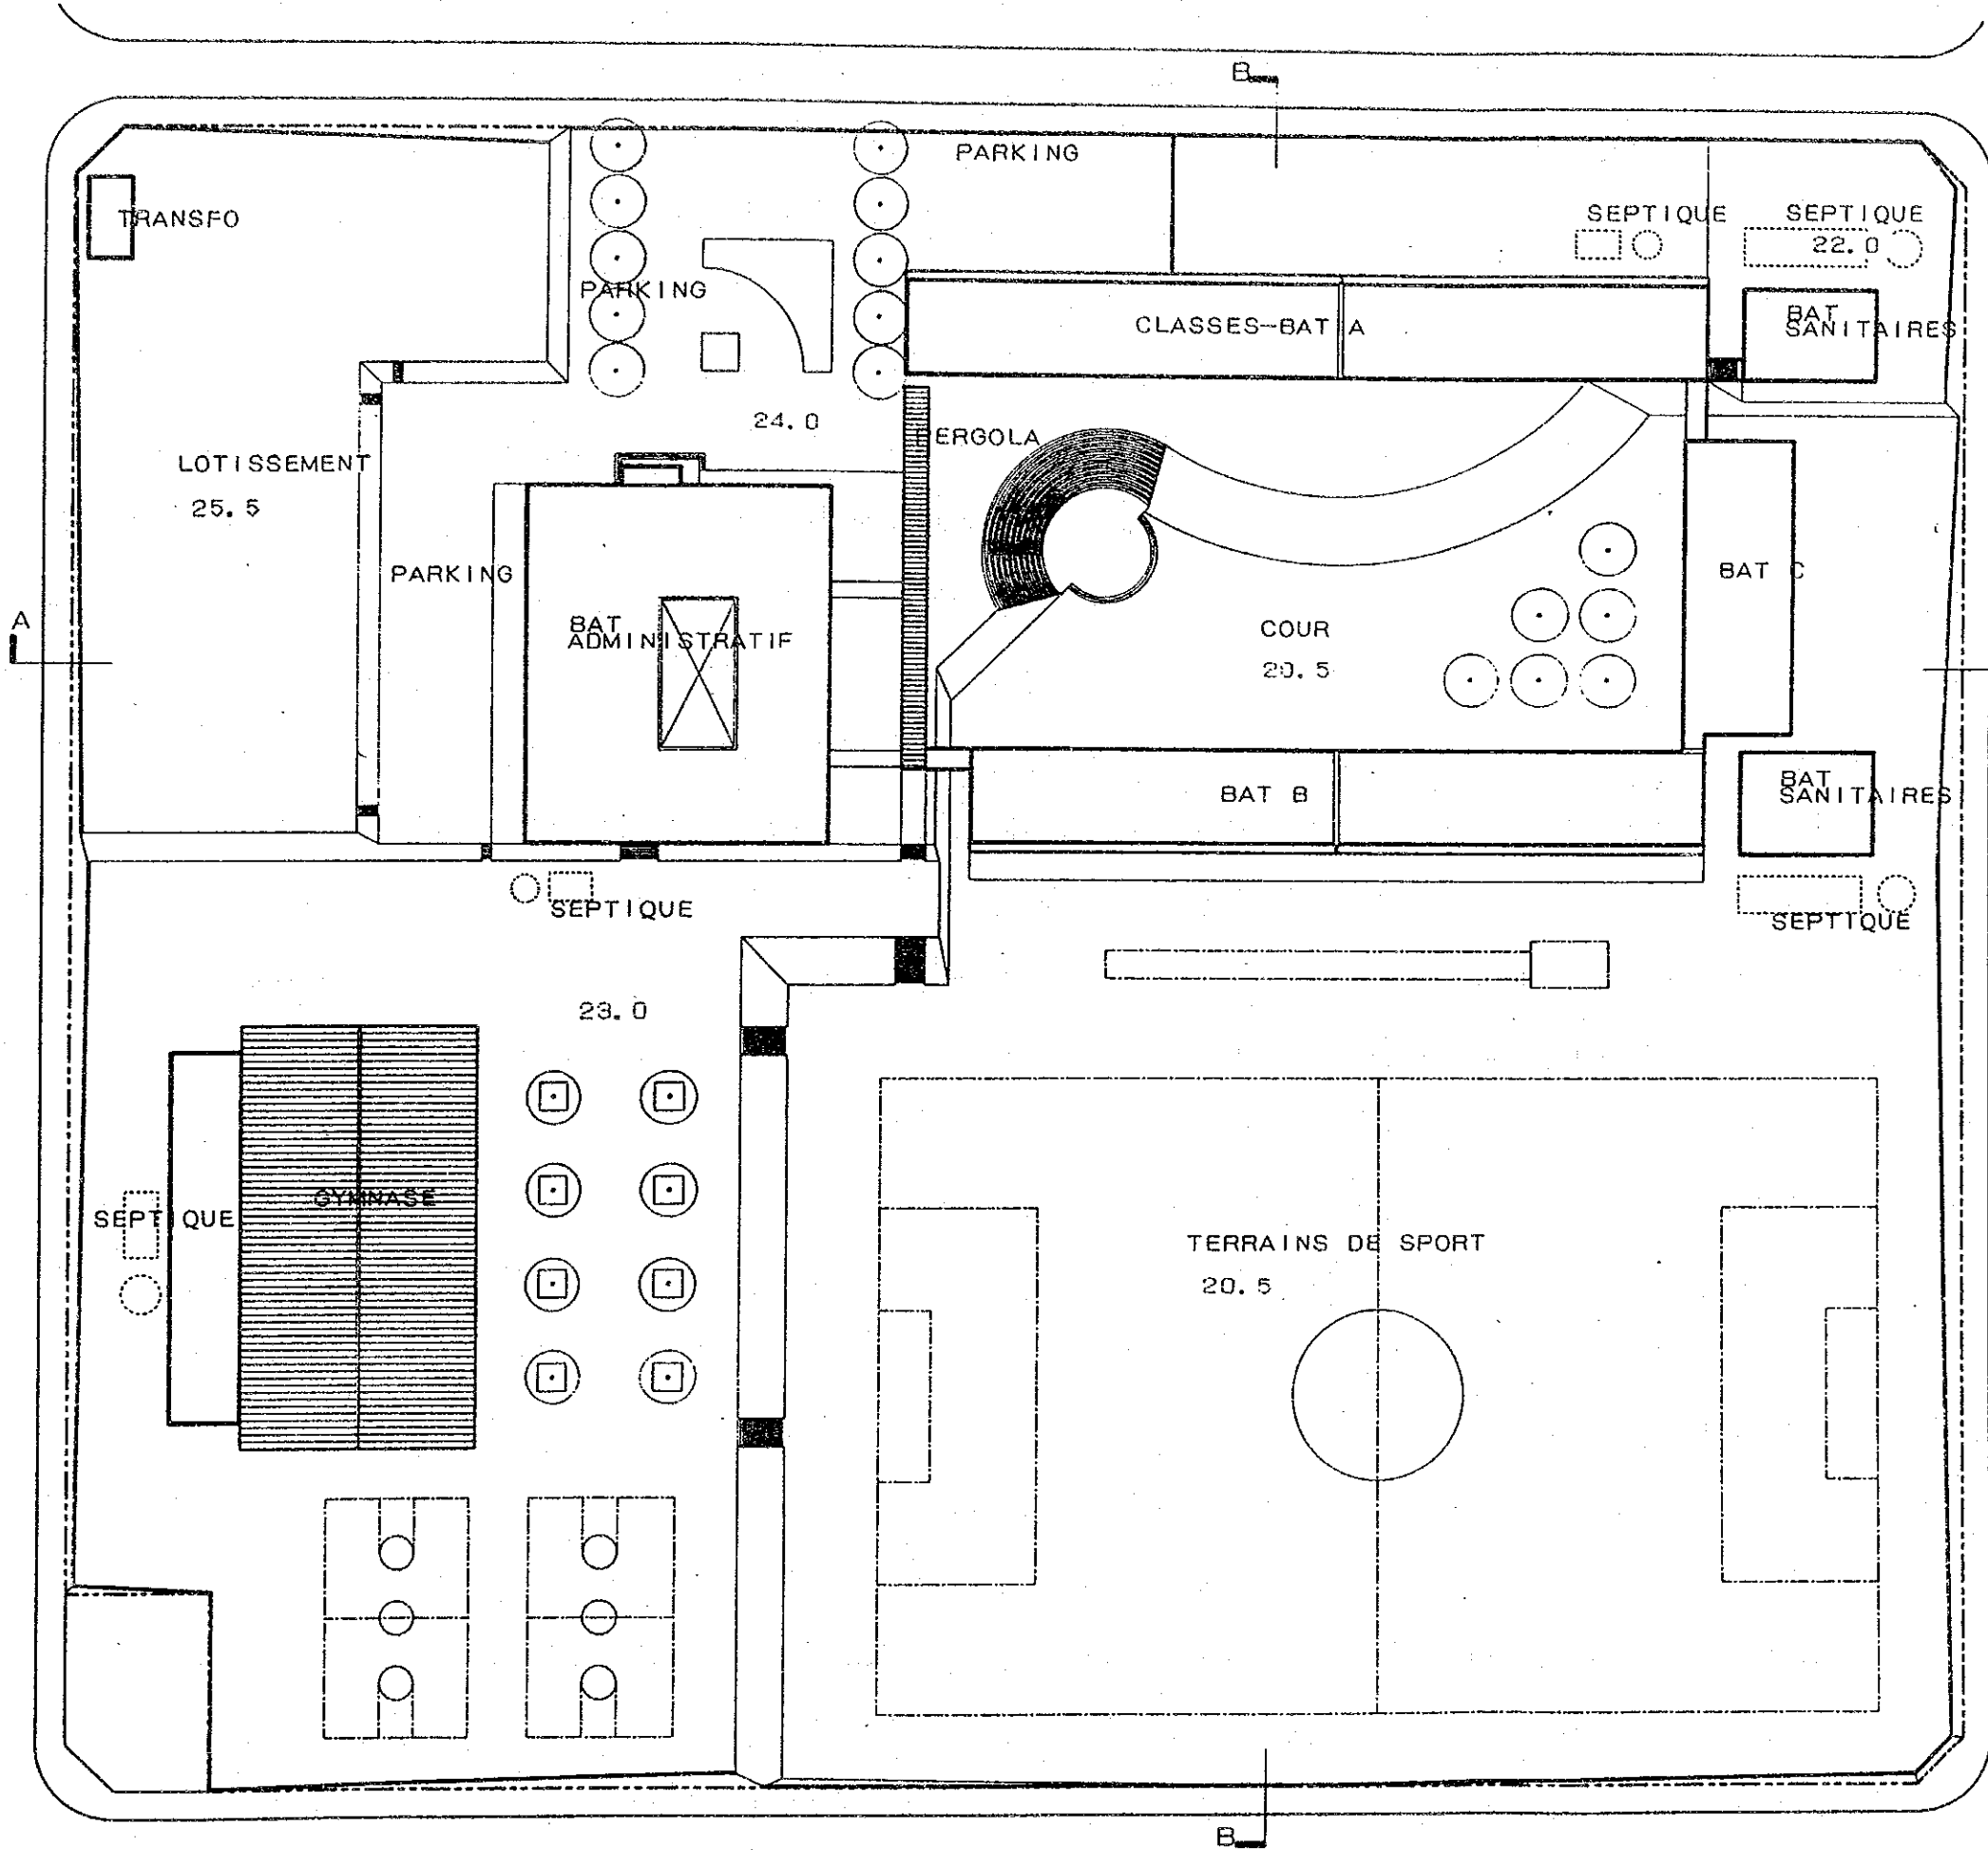 B
PARKING
TRANSFO
SEPTIQUE
SEPTIQUE
22.0
PARKING
CLASSES-BAT A
BAT
SANITAIRES
24.0
PERGOLA
LOTISSEMENT
25.5
PARKING
BAT C
A
BAT
ADMINISTRATIF
COUR
20.5
BAT B
BAT
SANITAIRES
SEPTIQUE
SEPTIQUE
23.0
GYMNASE
SEPTIQUE
TERRAINS DE SPORT
20.5
B